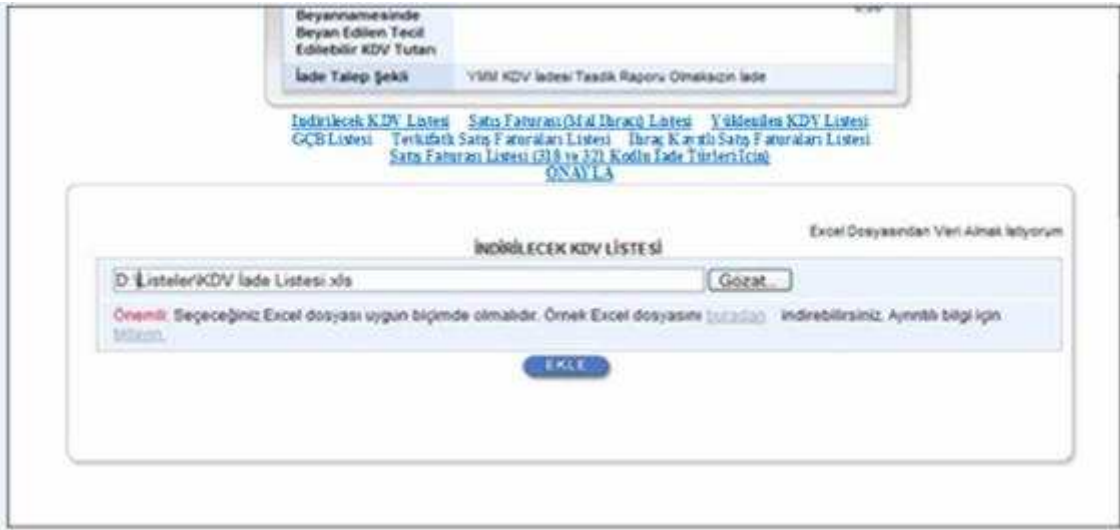 Beyannamesinde
Beyan Edilen Tecil
Edilebilir KDV Tutarı
İade Talep Şekli YMM KDV İadesi Tasdik Raporu Olmaksızın İade
İndirilecek KDV Listesi Satış Faturası (Mal İhracı) Listesi Yüklenilen KDV Listesi
GÇB Listesi Tevkifatlı Satış Faturaları Listesi İhraç Kayıtlı Satış Faturaları Listesi
Satış Faturası Listesi (318 ve 321 Kodlu İade Türleri İçin)
ONAYLA
Excel Dosyasından Veri Almak İstiyorum
İNDİRİLECEK KDV LİSTESİ
D:\Listeler\KDV İade Listesi.xls Gözat...
Önemli: Seçeceğiniz Excel dosyası uygun biçimde olmalıdır. Örnek Excel dosyasını buradan indirebilirsiniz. Ayrıntılı bilgi için
tıklayın.
EKLE